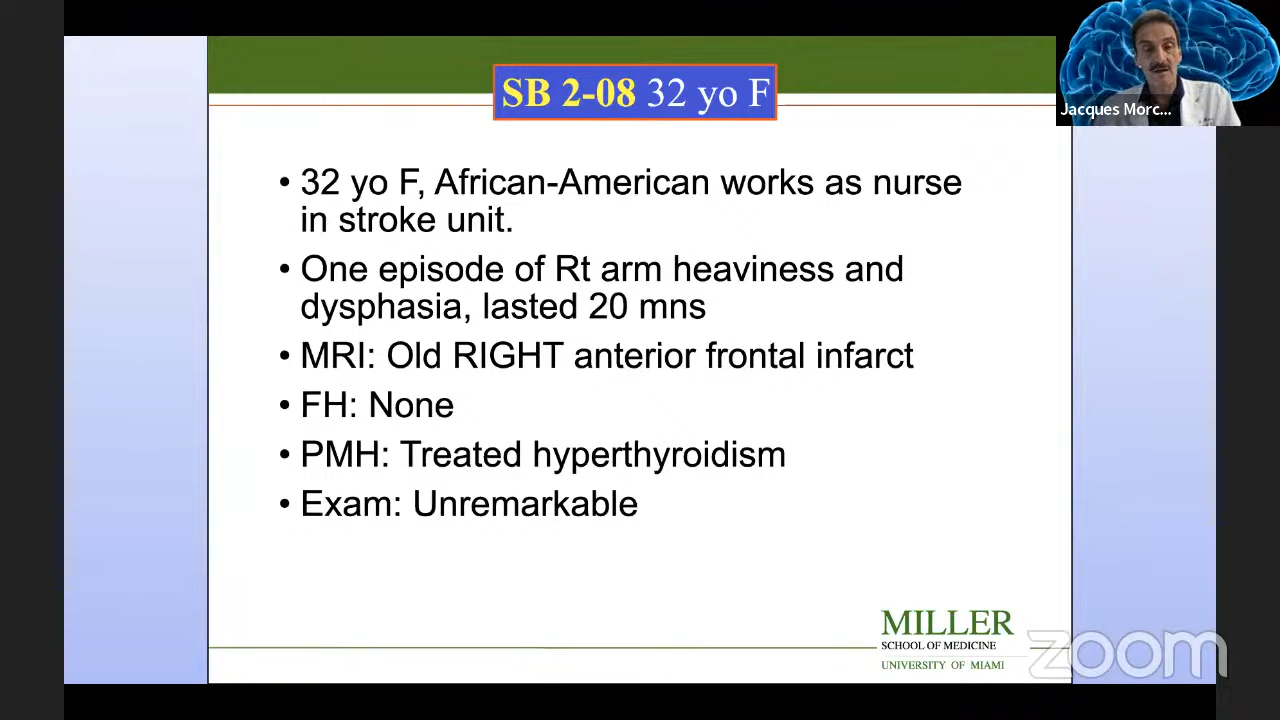 SB 2-08 32 yo F
Jacques Morc...
• 32 yo F, African-American works as nurse
in stroke unit.
• One episode of Rt arm heaviness and
dysphasia, lasted 20 mns
• MRI: Old RIGHT anterior frontal infarct
• FH: None
• PMH: Treated hyperthyroidism
• Exam: Unremarkable
MILLER
SCHOOL OF MEDICINE
UNIVERSITY OF MIAMI
zoom